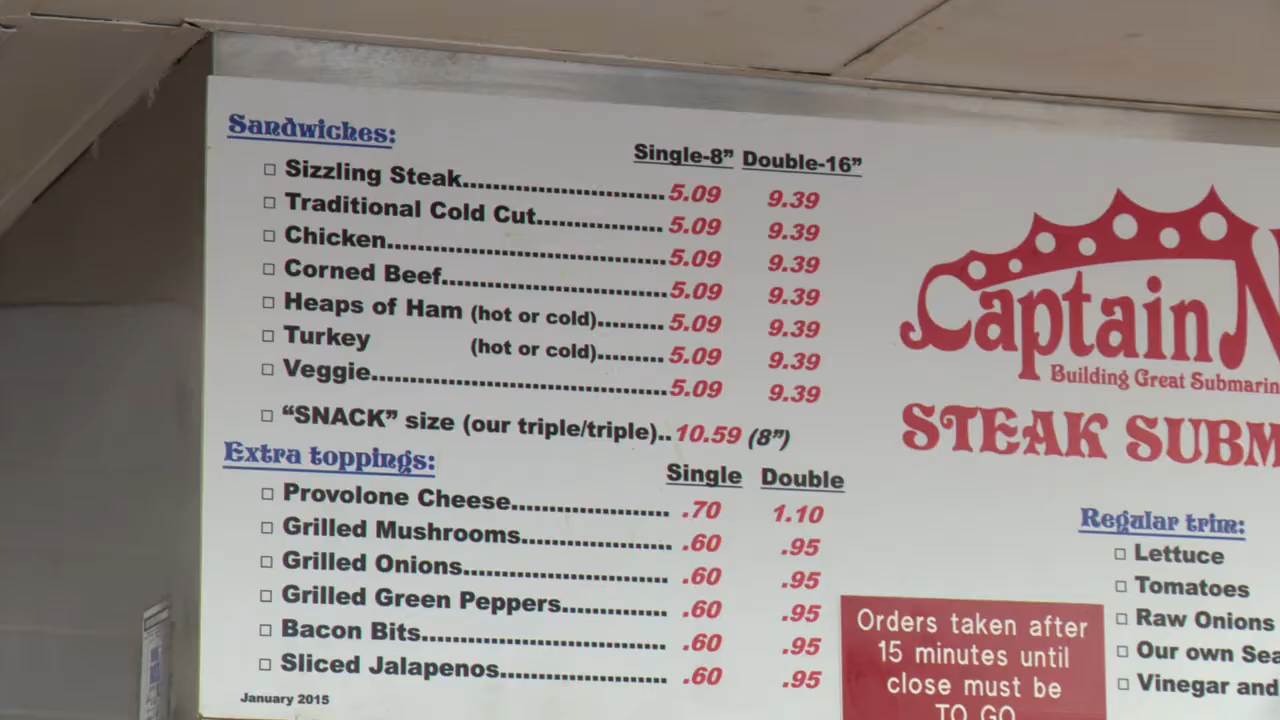 Sandwiches:
Single-8” Double-16”
□ Sizzling Steak 5.09 9.39
□ Traditional Cold Cut 5.09 9.39
□ Chicken 5.09 9.39
□ Corned Beef 5.09 9.39
□ Heaps of Ham (hot or cold) 5.09 9.39
□ Turkey (hot or cold) 5.09 9.39
□ Veggie 5.09 9.39
□ “SNACK” size (our triple/triple)..10.59 (8”)
Extra toppings:
Single Double
□ Provolone Cheese .70 1.10
□ Grilled Mushrooms .60 .95
□ Grilled Onions .60 .95
□ Grilled Green Peppers .60 .95
□ Bacon Bits .60 .95
□ Sliced Jalapenos .60 .95
January 2015
Captain
Building Great
STEAK
Regular trim:
□ Lettuce
□ Tomatoes
□ Raw Onions
□ Our own
□ Vinegar and
Orders taken after
15 minutes until
close must be
TO GO